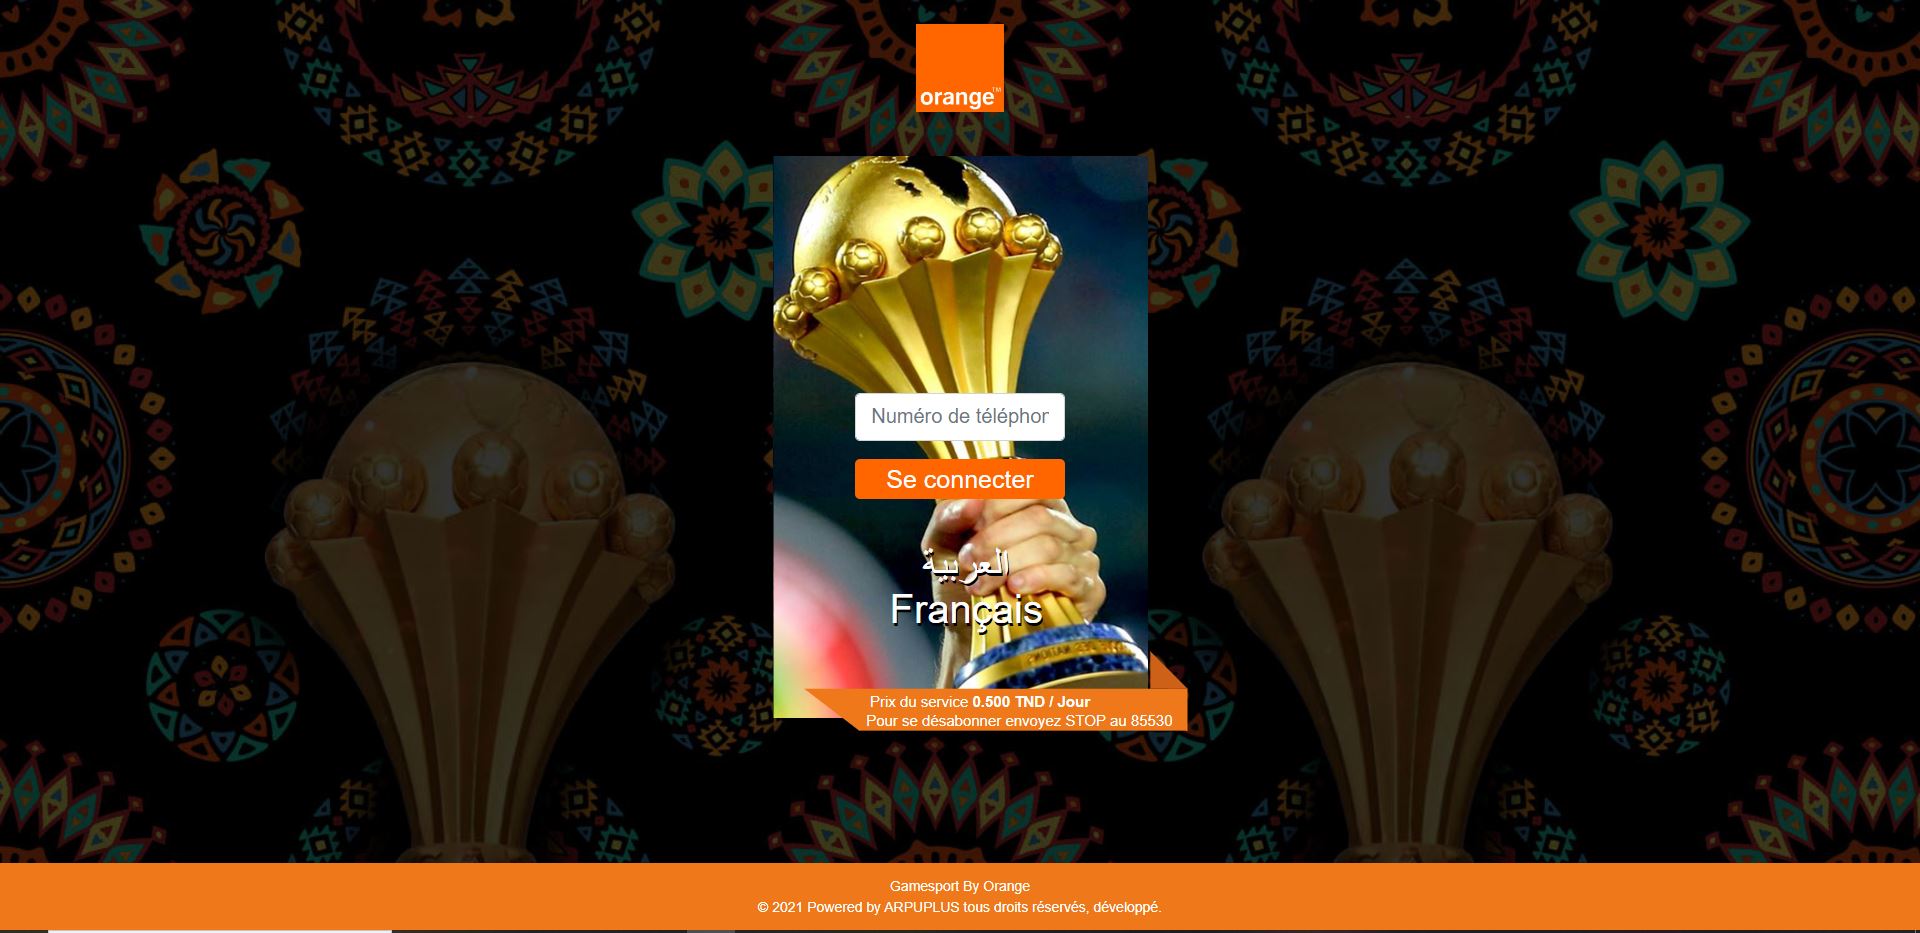 orange™
Numéro de téléphor
Se connecter
العربية
Français
Prix du service 0.500 TND / Jour
Pour se désabonner envoyez STOP au 85530
Gamesport By Orange
© 2021 Powered by ARPUPLUS tous droits réservés, développé.